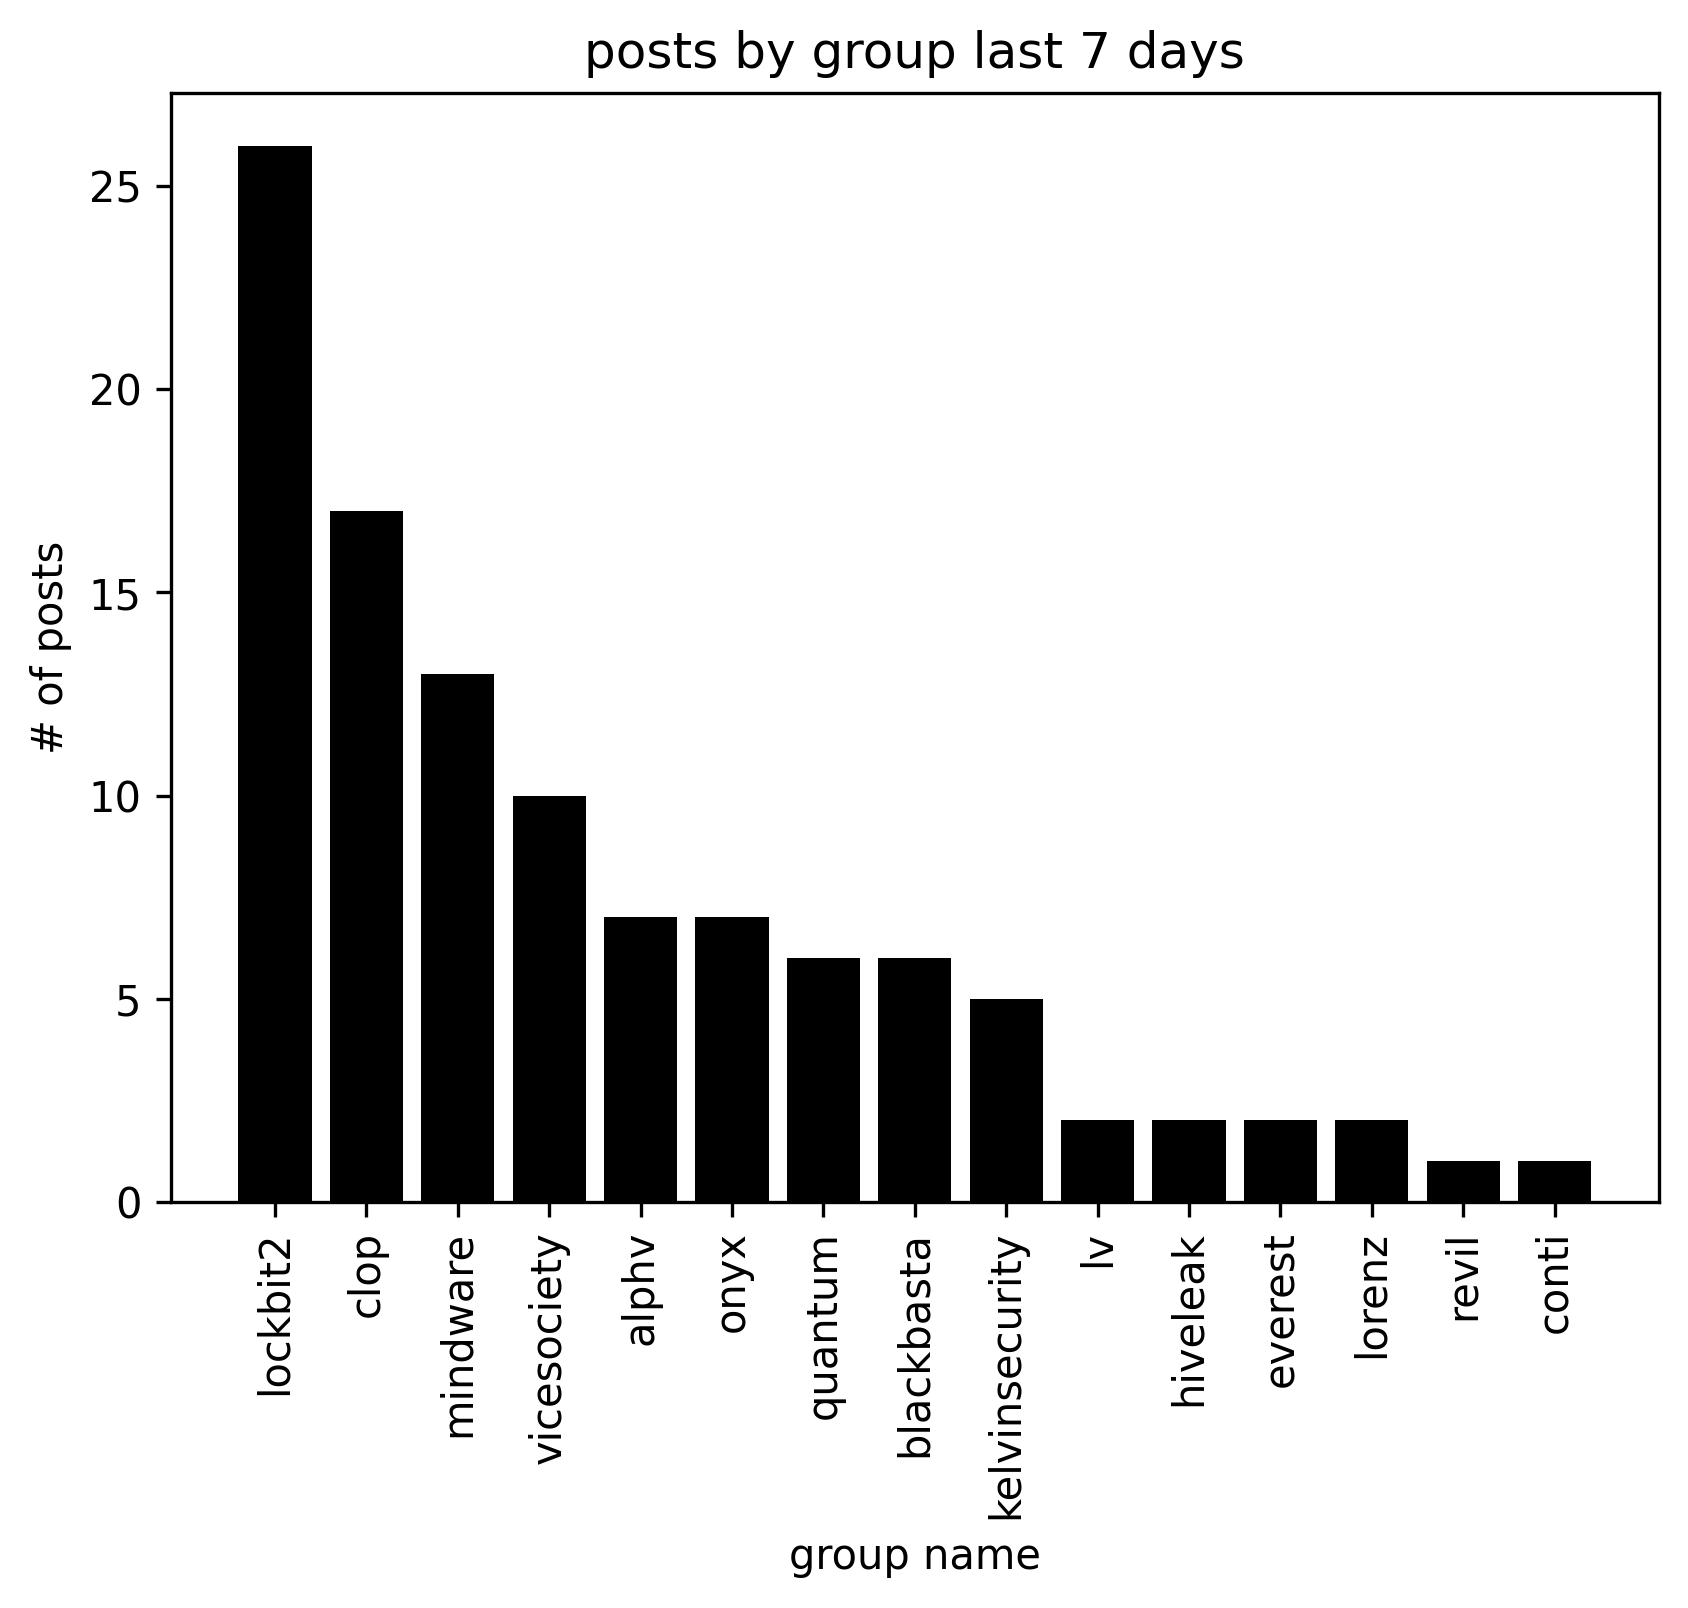 posts by group last 7 days
# of posts
25
20
15
10
5
0
lockbit2
clop
mindware
vicesociety
alphv
onyx
quantum
blackbasta
kelvinsecurity
lv
hiveleak
everest
lorenz
revil
conti
group name